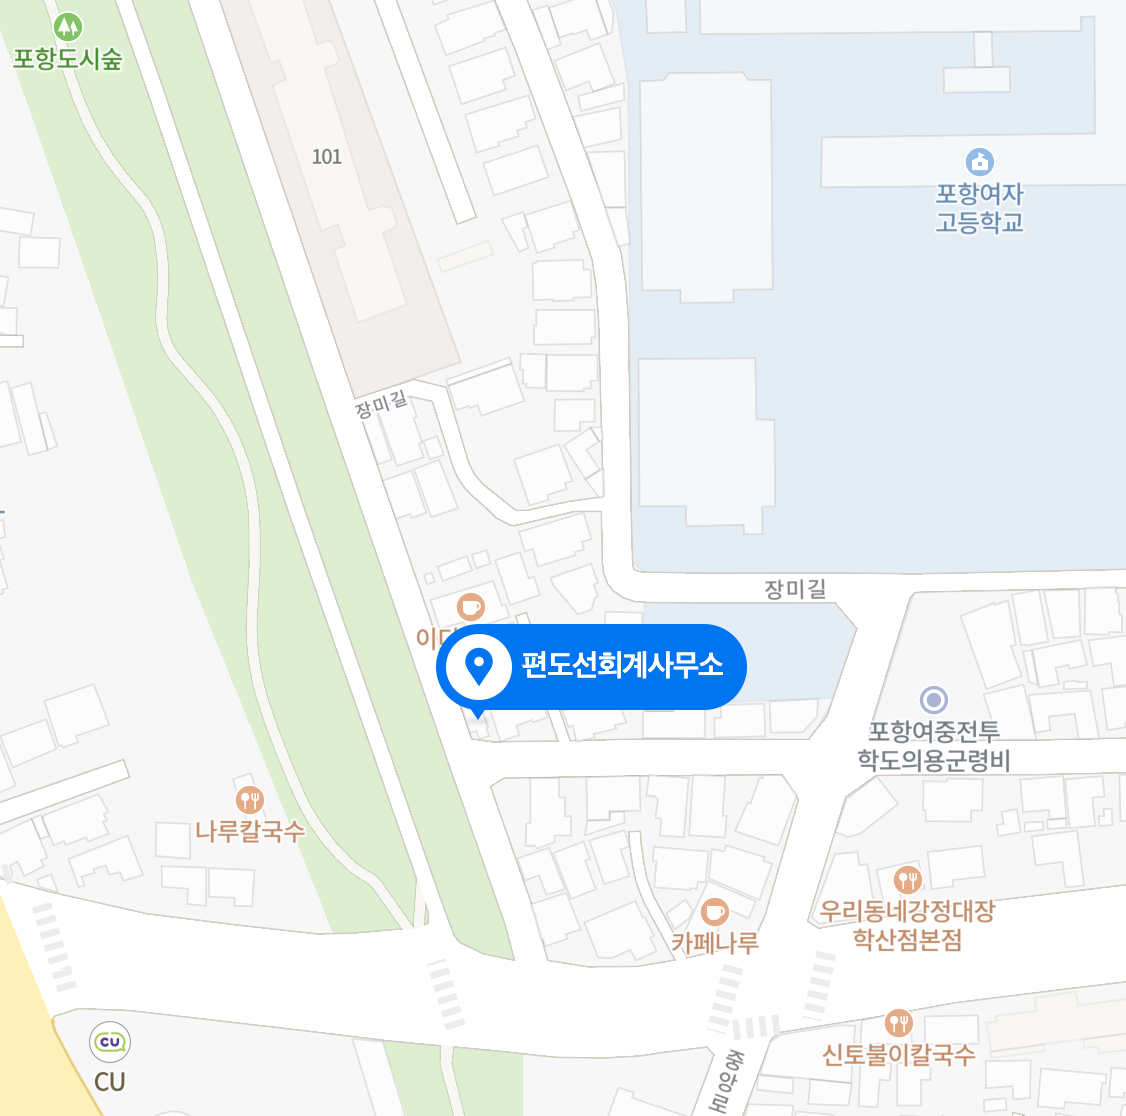 포항도시숲
101
포항여자
고등학교
장미길
장미길
편도선회계사무소
포항여중전투
학도의용군령비
나루칼국수
우리동네강정대장
학산점본점
카페나루
신토불이칼국수
CU
CU